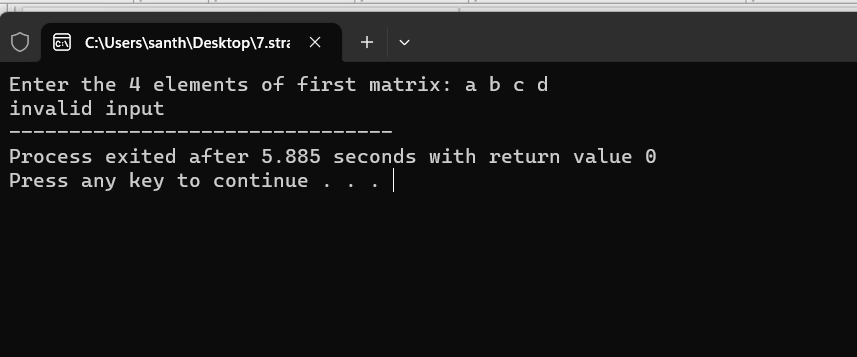 C:\Users\santh\Desktop\7.stra
Enter the 4 elements of first matrix: a b c d
invalid input
--------------------------------
Process exited after 5.885 seconds with return value 0
Press any key to continue . . .